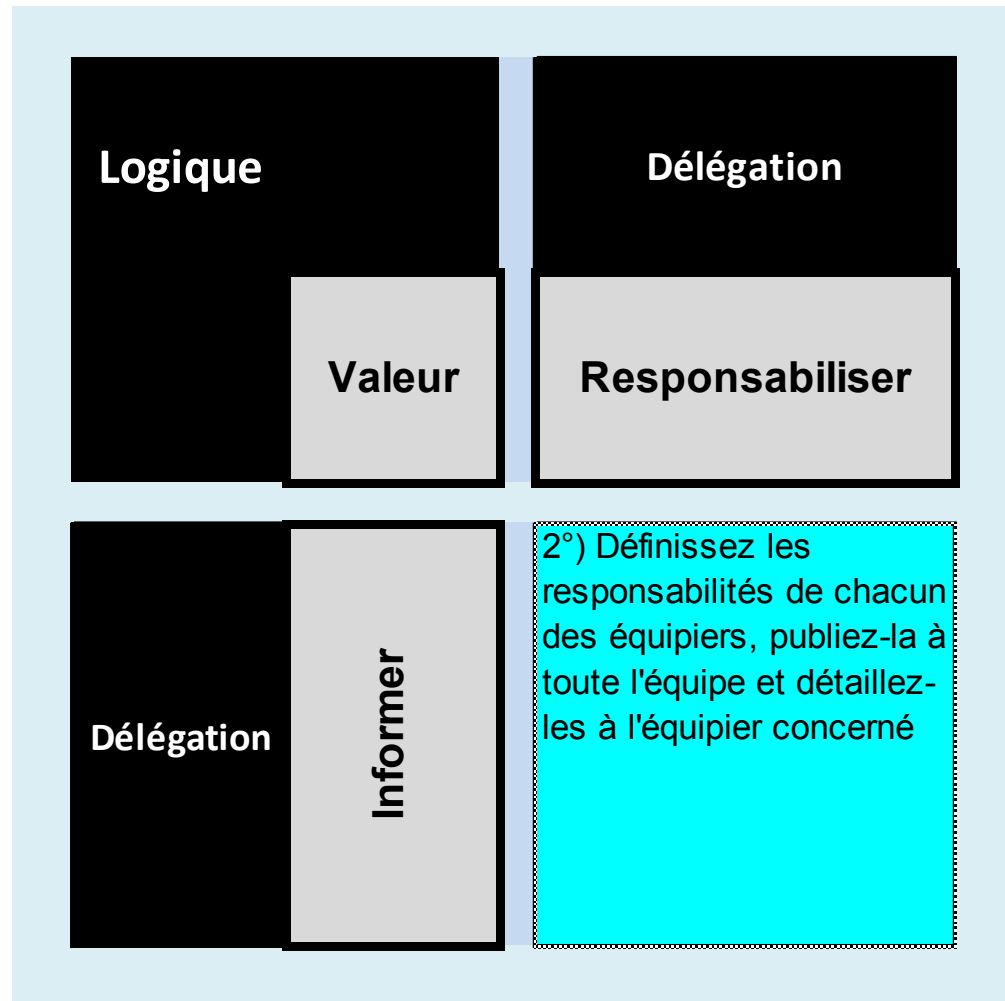 Logique
Délégation
Valeur
Responsabiliser
Délégation
Informer
2°) Définissez les
responsabilités de chacun
des équipiers, publiez-la à
toute l'équipe et détaillez-
les à l'équipier concerné